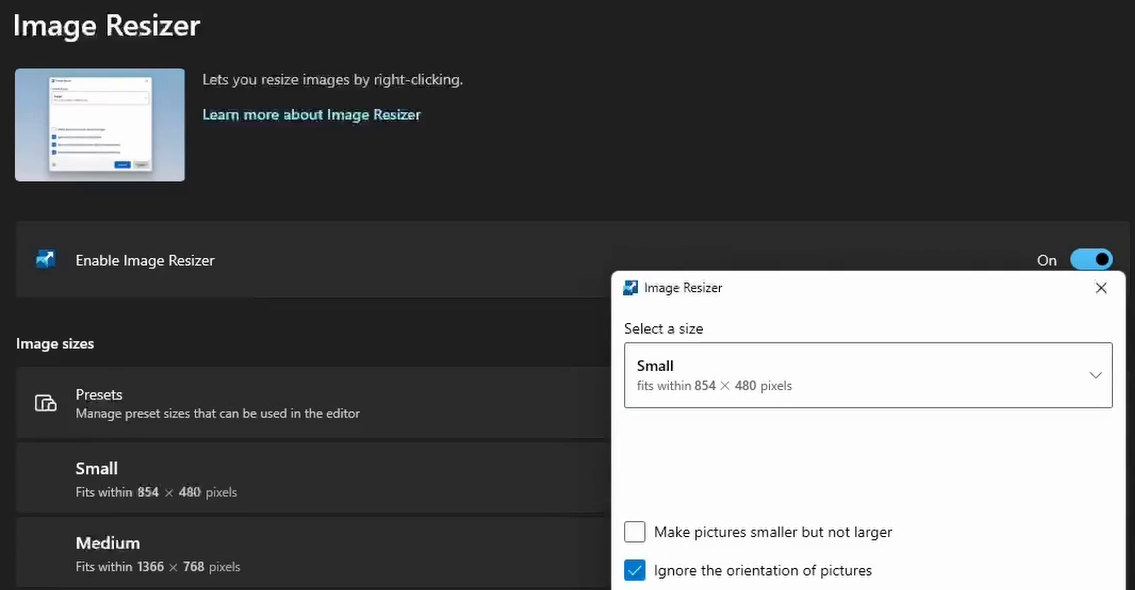 Image Resizer
Lets you resize images by right-clicking.
Learn more about Image Resizer
Enable Image Resizer
On
Image sizes
Presets
Manage preset sizes that can be used in the editor
Small
Fits within 854 × 480 pixels
Medium
Fits within 1366 × 768 pixels
Image Resizer
Select a size
Small
fits within 854 × 480 pixels
Make pictures smaller but not larger
Ignore the orientation of pictures